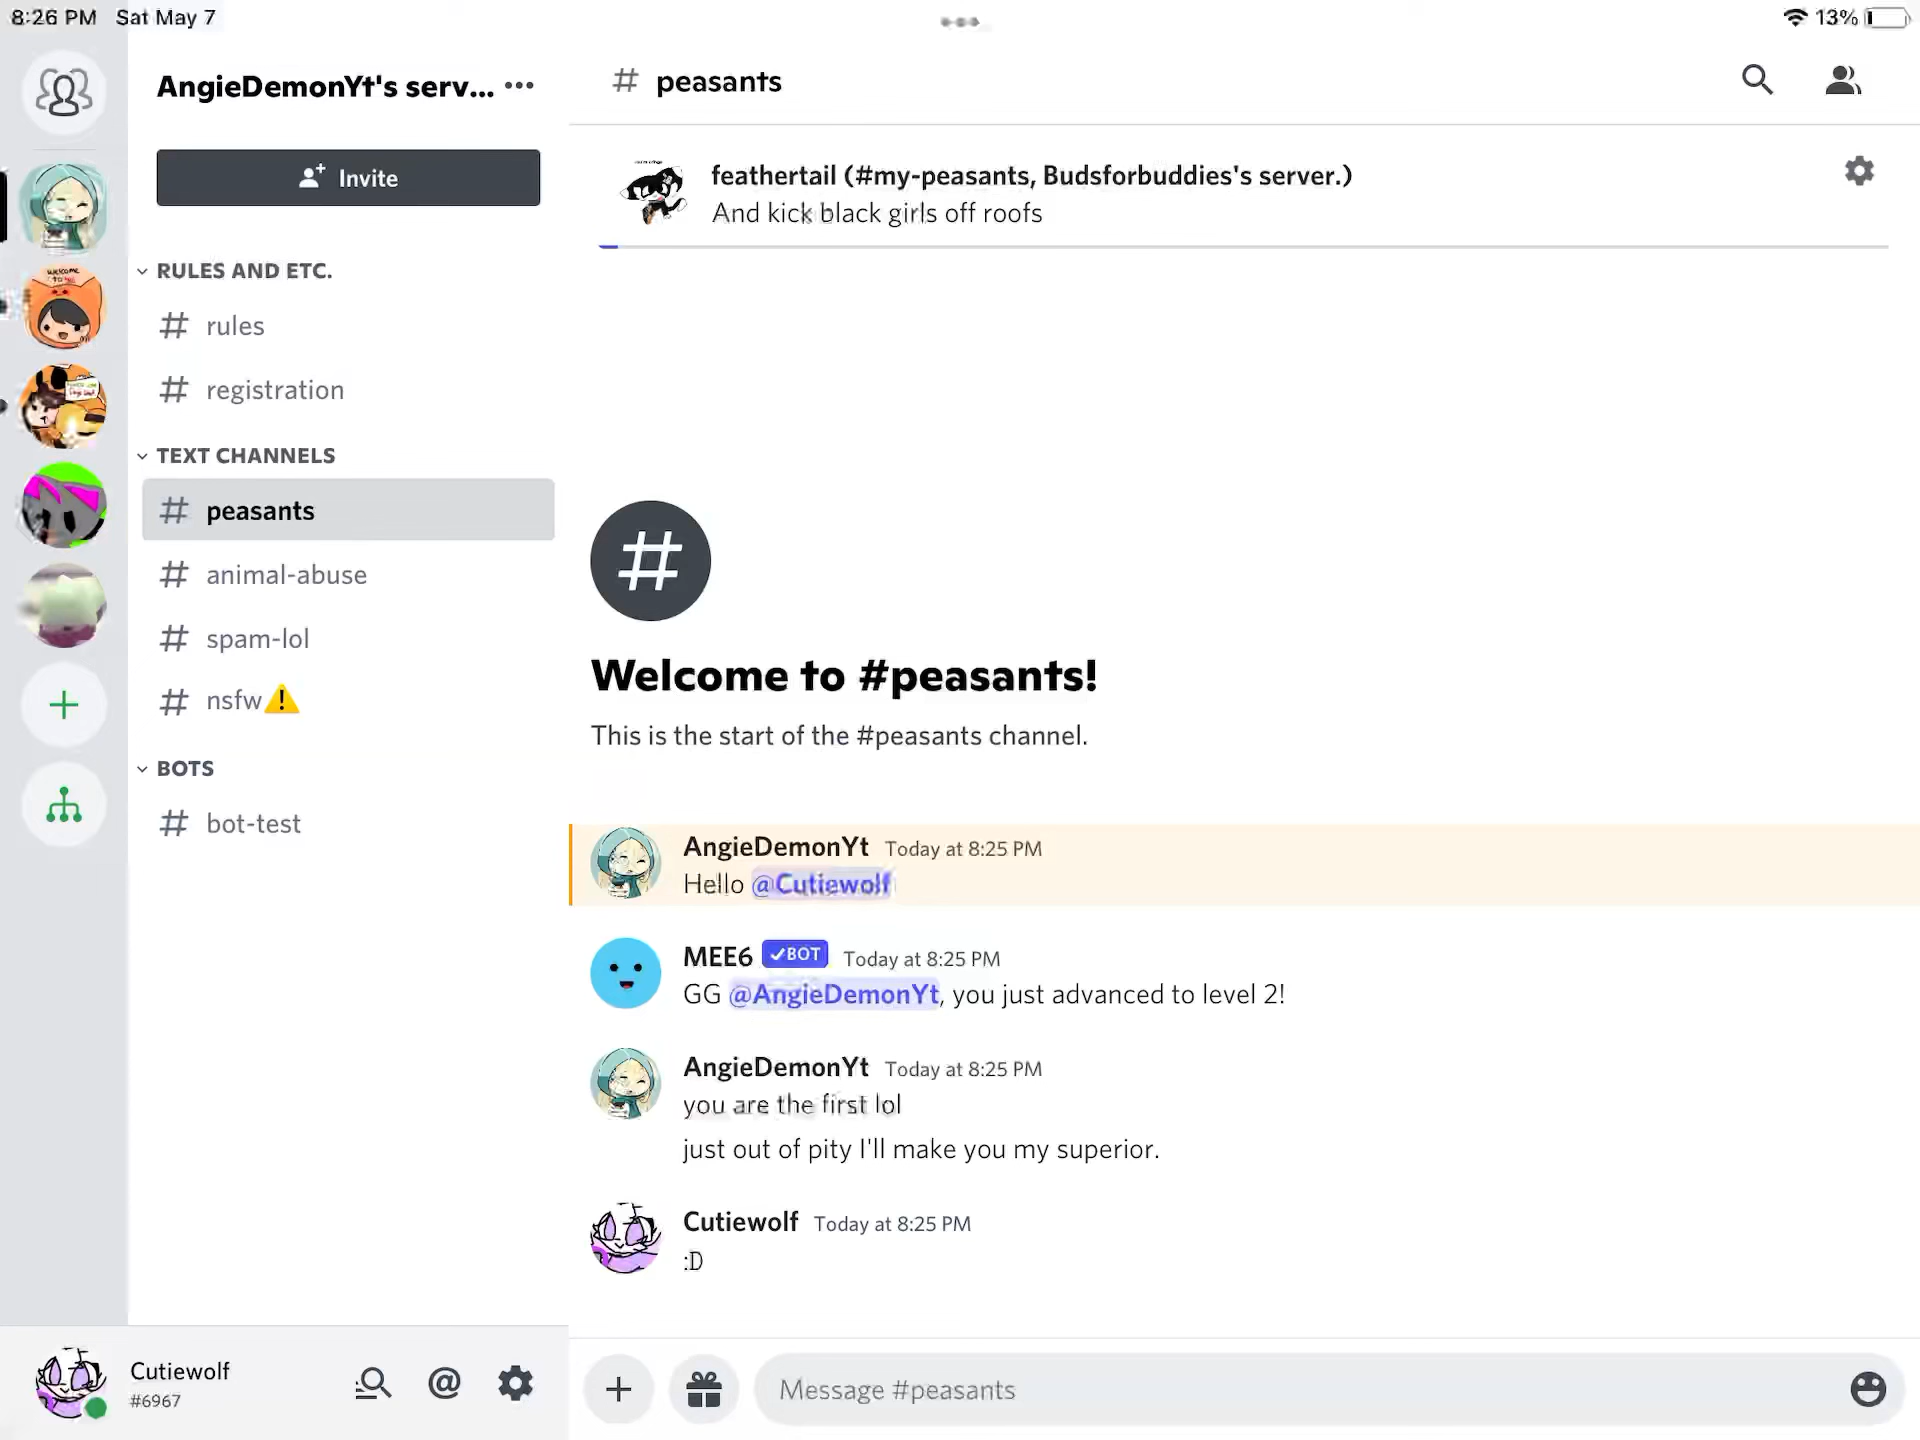 8:26 PM Sat May 7
13%
AngieDemonYt's serv...
Invite
RULES AND ETC.
# rules
# registration
TEXT CHANNELS
# peasants
# animal-abuse
# spam-lol
# nsfw⚠️
BOTS
# bot-test
Cutiewolf
#6967
# peasants
feathertail (#my-peasants, Budsforbuddies's server.)
And kick black girls off roofs
#
Welcome to #peasants!
This is the start of the #peasants channel.
AngieDemonYt Today at 8:25 PM
Hello @Cutiewolf
MEE6 ✓BOT Today at 8:25 PM
GG @AngieDemonYt, you just advanced to level 2!
AngieDemonYt Today at 8:25 PM
you are the first lol
just out of pity I'll make you my superior.
Cutiewolf Today at 8:25 PM
:D
Message #peasants